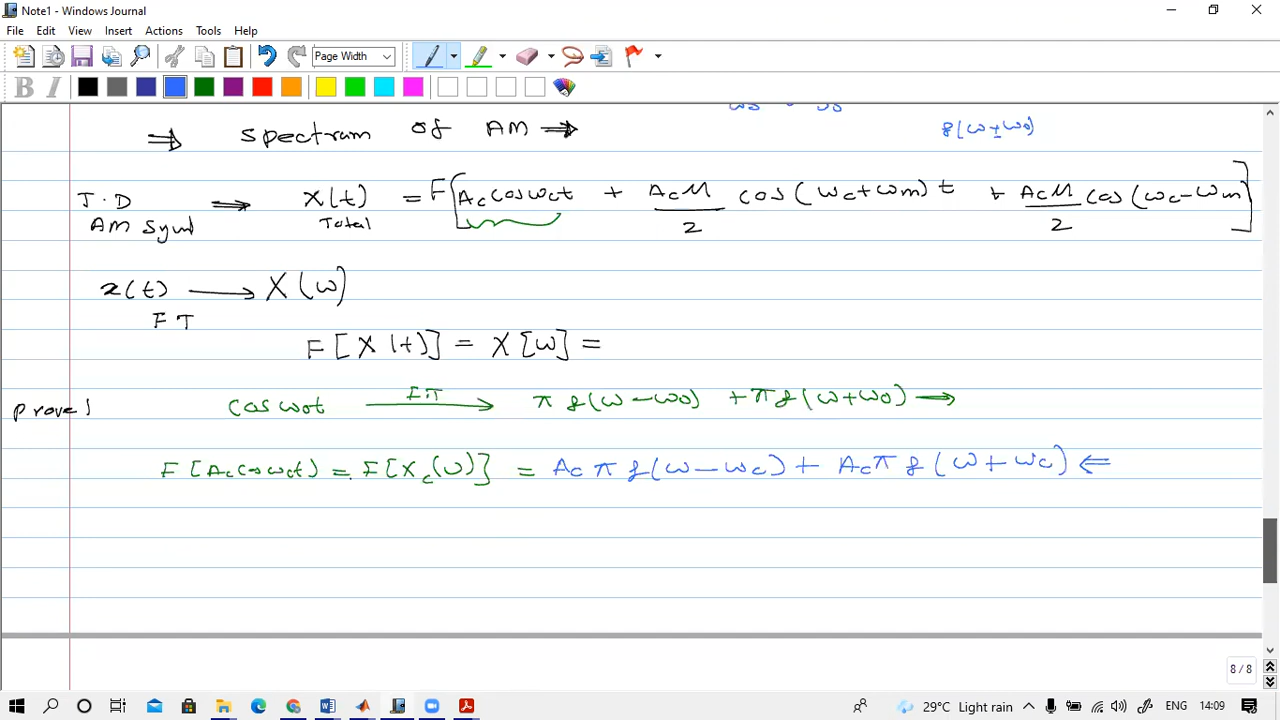 Note1 - Windows Journal
File Edit View Insert Actions Tools Help
Page Width
B I
f(ω±ω0)
⇒ Spectrum of AM ⇒
T.D ⇒ X(t) = F[Ac cos ωct + AcM/2 cos(ωc+ωm)t + AcM/2 cos(ωc-ωm]
AM Total
x(t) → X(ω)
FT
F[X(t)] = X[ω] =
prove! cos ω0t → π f(ω-ω0) + π f(ω+ω0) →
F[Ac cos ωct) = F[Xc(ω)] = Ac π f(ω-ωc) + Ac π f(ω+ωc) ⇐
8 / 8
29°C Light rain ENG 14:09